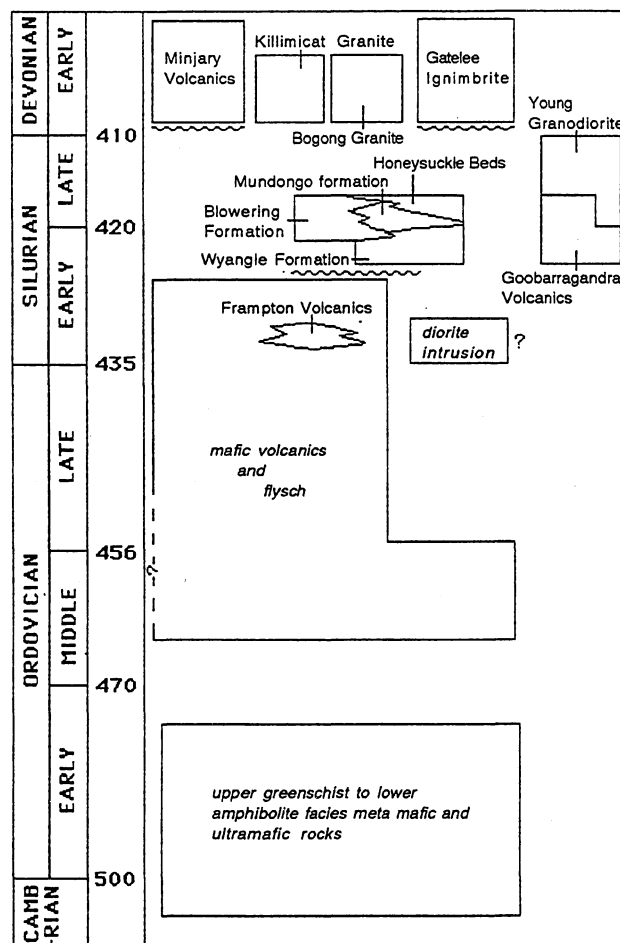 DEVONIAN
EARLY
SILURIAN
LATE
EARLY
ORDOVICIAN
LATE
MIDDLE
EARLY
CAMB
-RIAN
410
420
435
456
470
500
Minjary
Volcanics
Killimicat Granite
Bogong Granite
Gatelee
Ignimbrite
Young
Granodiorite
Honeysuckle Beds
Mundongo formation
Blowering
Formation
Wyangle Formation
Goobarragandra
Volcanics
Frampton Volcanics
diorite
intrusion
?
mafic volcanics
and
flysch
?
upper greenschist to lower
amphibolite facies meta mafic and
ultramafic rocks